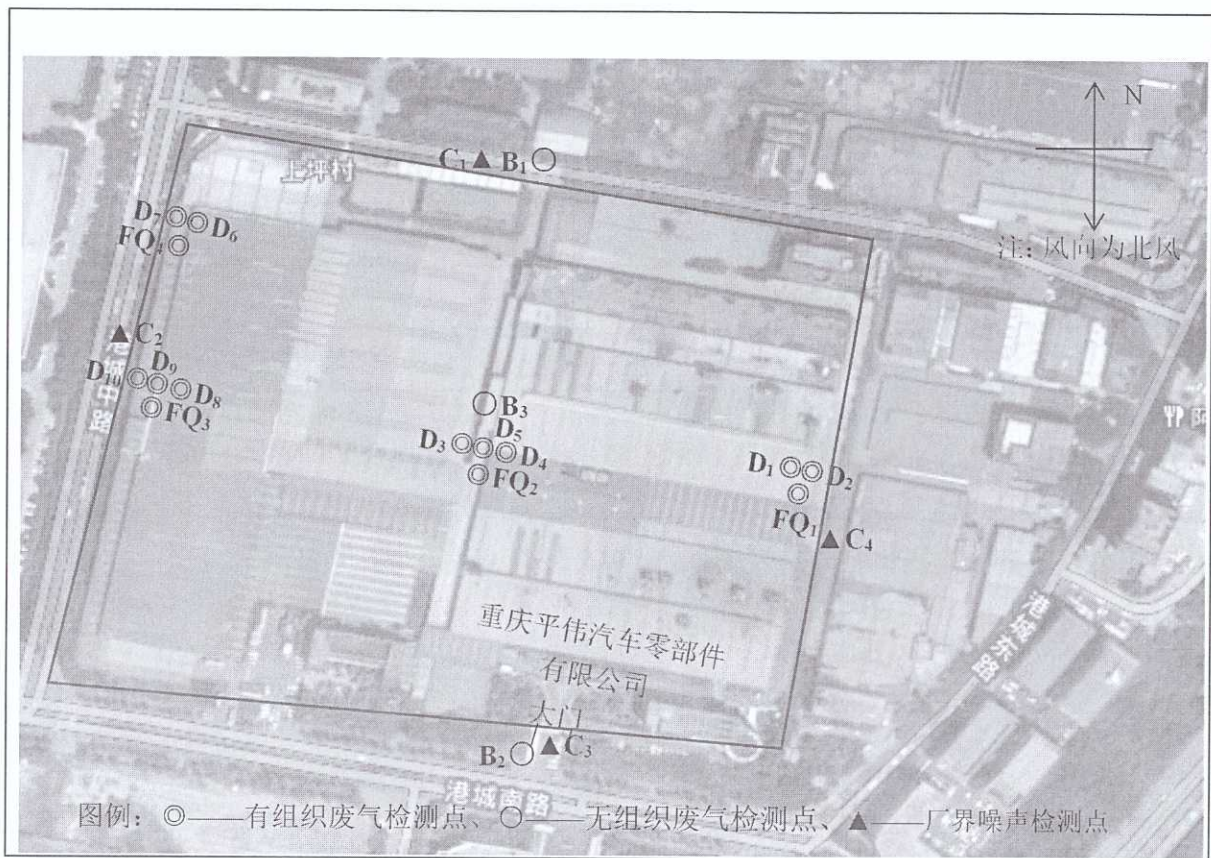 N
C₁ B₁
上坪村
注: 风向为北风
D₇ D₆
FQ₄
C₂
港城中路
D₁₀ D₉ D₈
FQ₃
B₃
D₃ D₅ D₄
FQ₂
D₁ D₂
FQ₁
C₄
港城东路
重庆平伟汽车零部件
有限公司
大门
B₂ C₃
港城南路
图例: ◎——有组织废气检测点、○——无组织废气检测点、▲——厂界噪声检测点